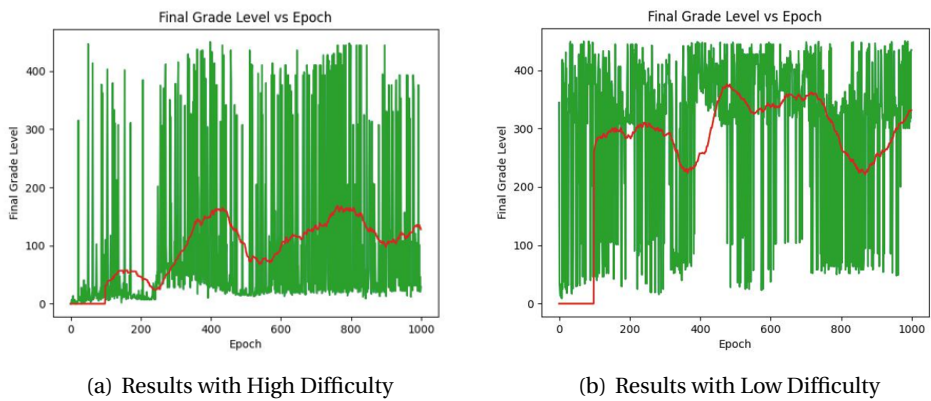 Final Grade Level vs Epoch
Final Grade Level
400
300
200
100
0
0 200 400 600 800 1000
Epoch
(a) Results with High Difficulty
Final Grade Level vs Epoch
Final Grade Level
400
300
200
100
0
0 200 400 600 800 1000
Epoch
(b) Results with Low Difficulty